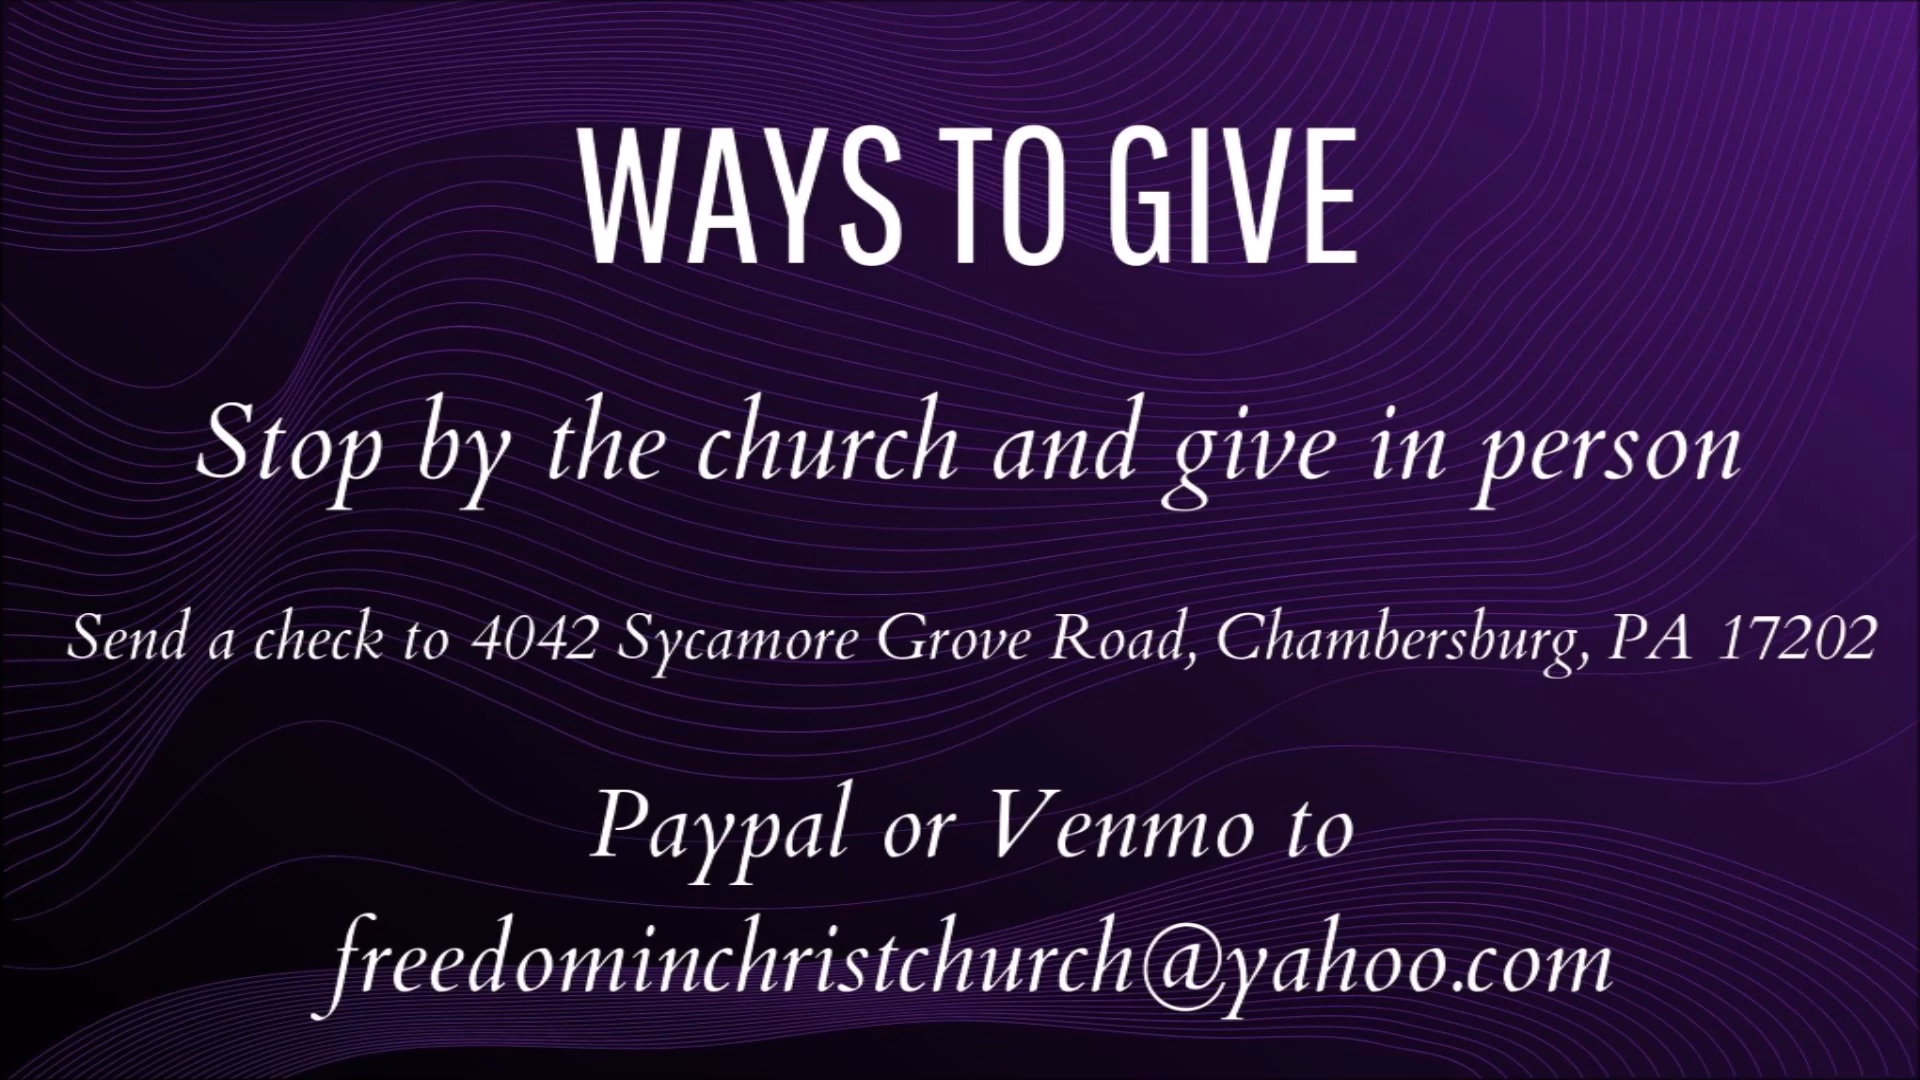 WAYS TO GIVE
Stop by the church and give in person
Send a check to 4042 Sycamore Grove Road, Chambersburg, PA 17202
Paypal or Venmo to
freedominchristchurch@yahoo.com